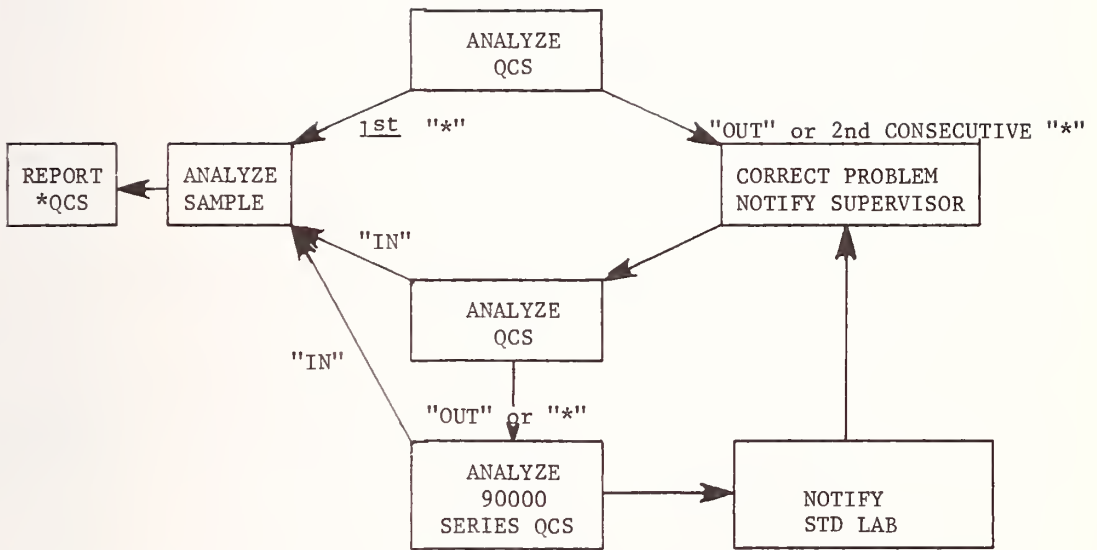 ANALYZE
QCS
1st "*"
"OUT" or 2nd CONSECUTIVE "*"
REPORT
*QCS
ANALYZE
SAMPLE
CORRECT PROBLEM
NOTIFY SUPERVISOR
"IN"
ANALYZE
QCS
"IN"
"OUT" or "*"
ANALYZE
90000
SERIES QCS
NOTIFY
STD LAB